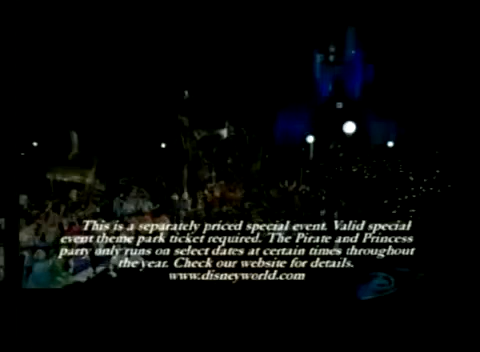 This is a separately priced special event. Valid special
event theme park ticket required. The Pirate and Princess
party only runs on select dates at certain times throughout
the year. Check our website for details.
www.disneyworld.com